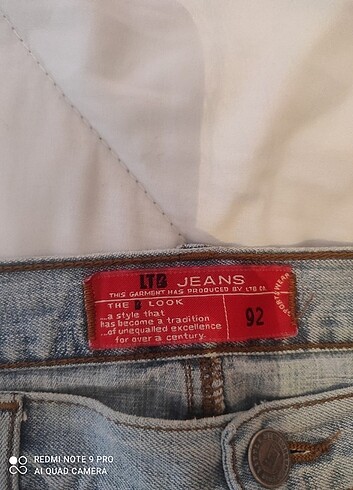 LTB JEANS
THIS GARMENT HAS PRODUCED BY LTB
THE B LOOK
...a style that
has become a tradition
...of unequalled excellence
for over a century.
92
SPORTSWEAR
REDMI NOTE 9 PRO
AI QUAD CAMERA